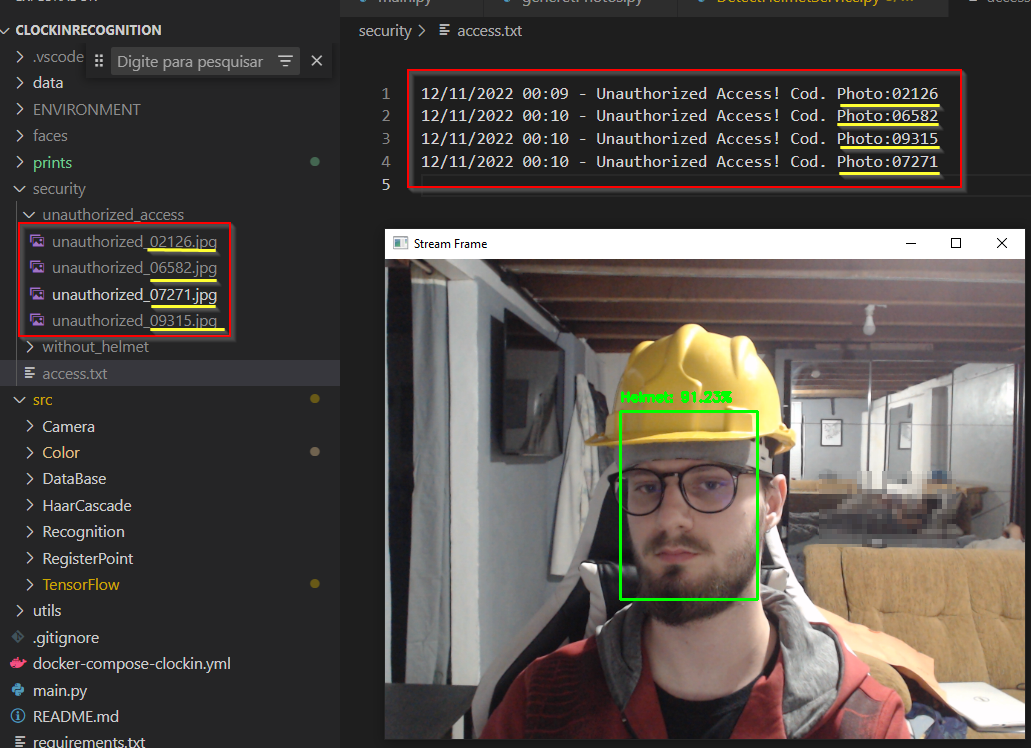 CLOCKINRECOGNITION
.vscode
Digite para pesquisar
data
ENVIRONMENT
faces
prints
security
unauthorized_access
unauthorized_02126.jpg
unauthorized_06582.jpg
unauthorized_07271.jpg
unauthorized_09315.jpg
without_helmet
access.txt
src
Camera
Color
DataBase
HaarCascade
Recognition
RegisterPoint
TensorFlow
utils
.gitignore
docker-compose-clockin.yml
main.py
README.md
requirements.txt
main.py
DetectHelmetService.py
security > access.txt
1 12/11/2022 00:09 - Unauthorized Access! Cod. Photo:02126
2 12/11/2022 00:10 - Unauthorized Access! Cod. Photo:06582
3 12/11/2022 00:10 - Unauthorized Access! Cod. Photo:09315
4 12/11/2022 00:10 - Unauthorized Access! Cod. Photo:07271
5
Stream Frame
Helmet: 91.23%